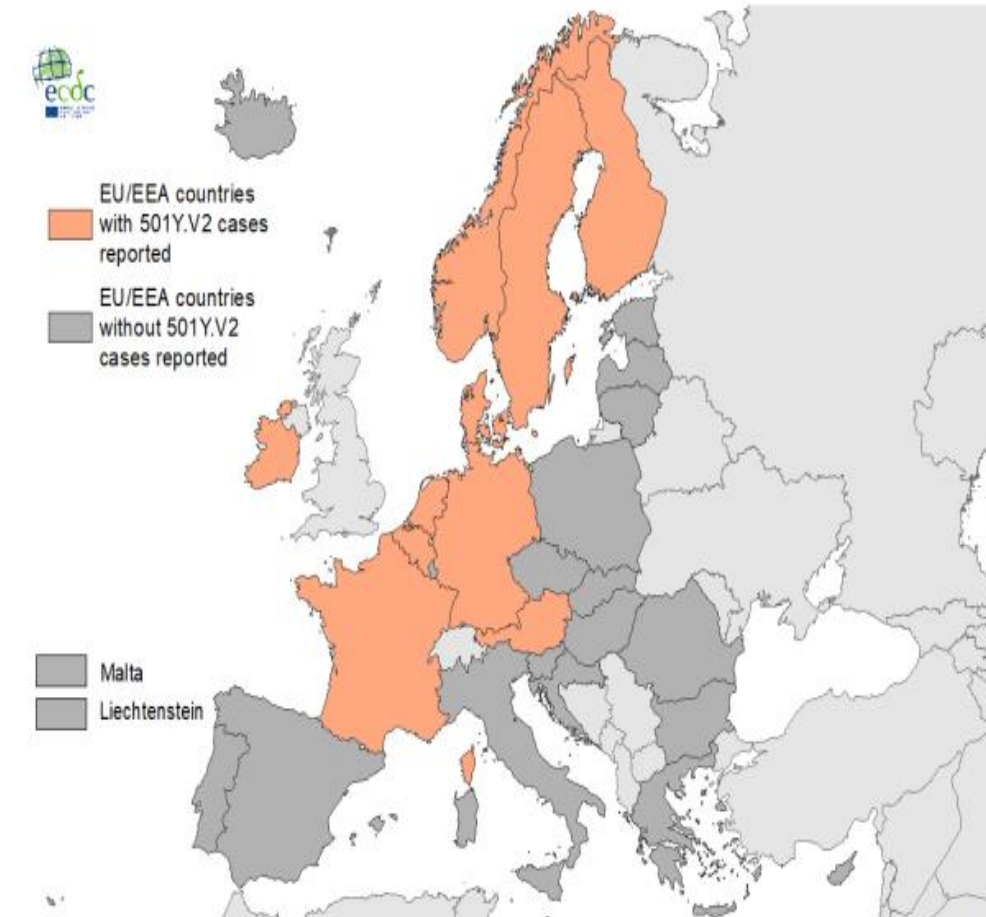 ecdc
EU/EEA countries
with 501Y.V2 cases
reported
EU/EEA countries
without 501Y.V2
cases reported
Malta
Liechtenstein